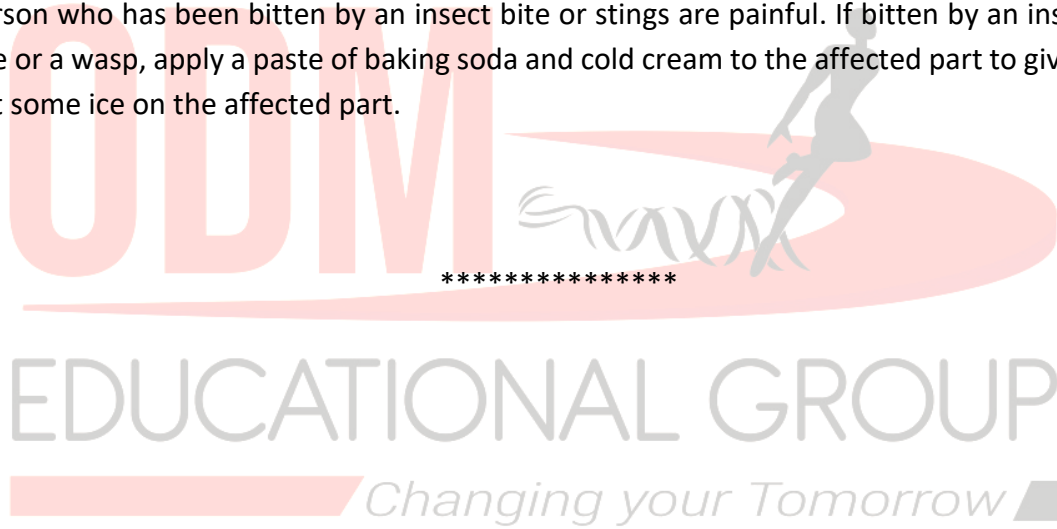 erson who has been bitten by an insect bite or stings are painful. If bitten by an ins
e or a wasp, apply a paste of baking soda and cold cream to the affected part to giv
t some ice on the affected part.
ODM
***************
EDUCATIONAL GROUP
Changing your Tomorrow